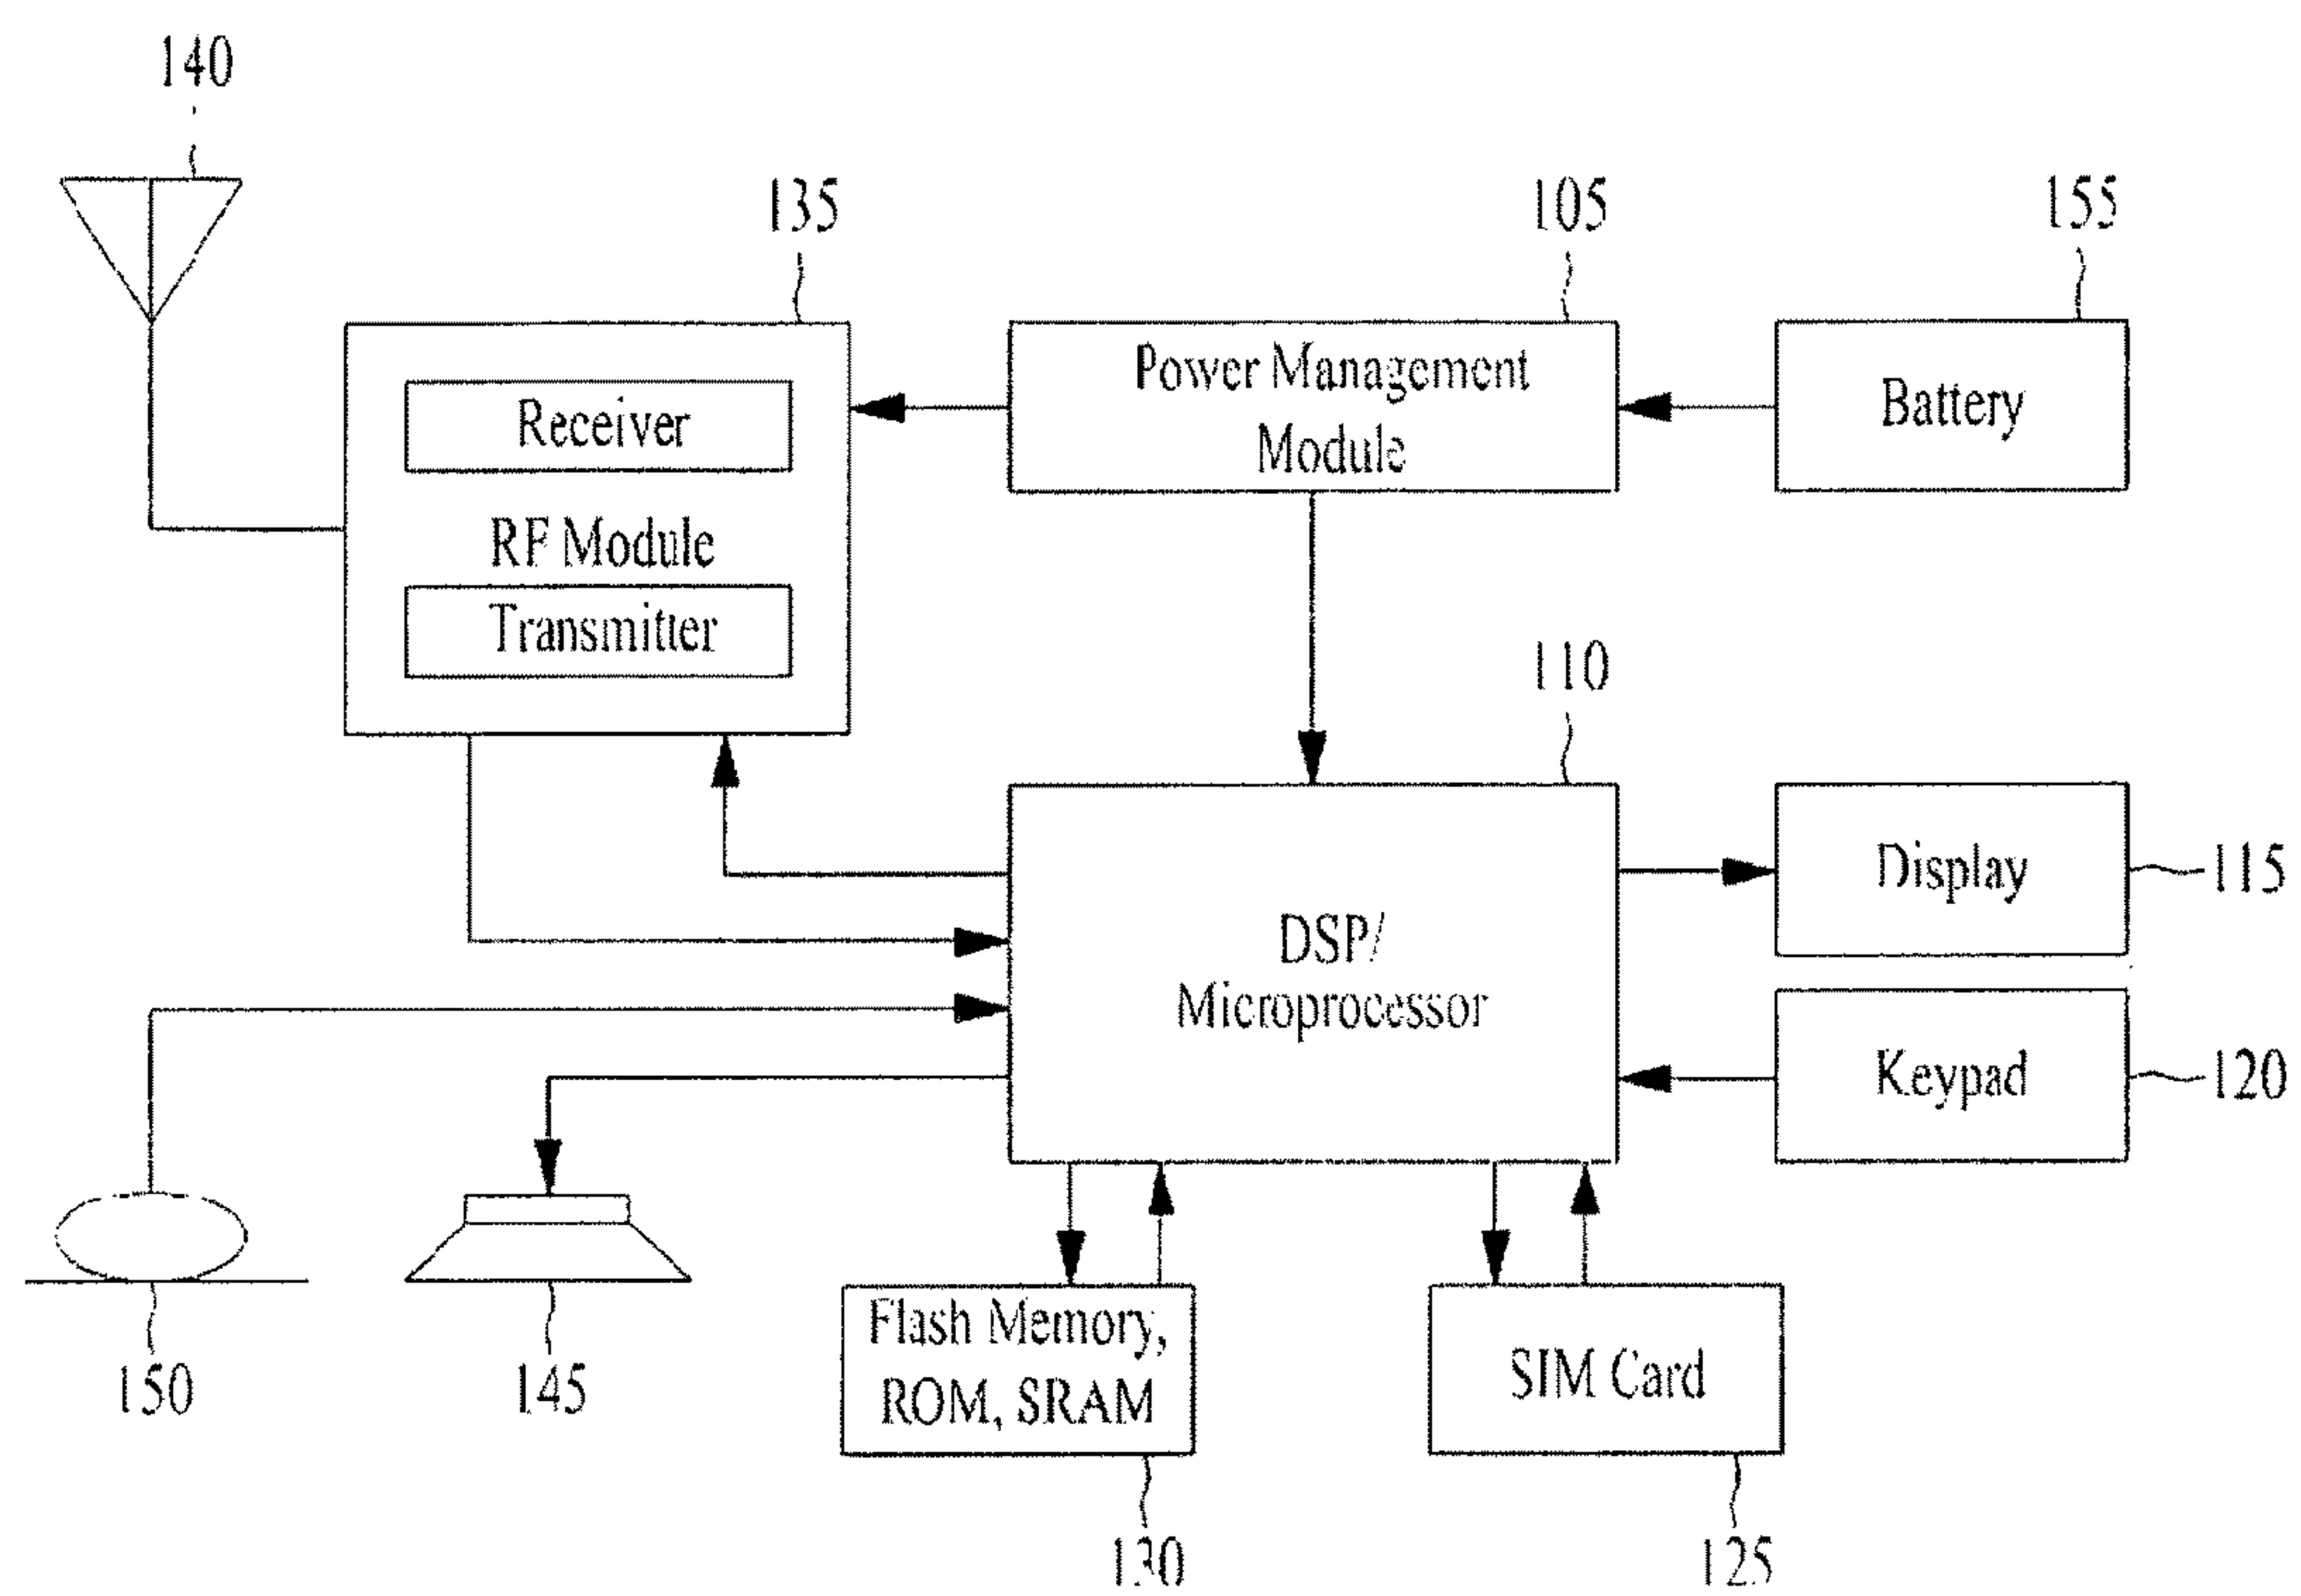 140
135
105
155
Power Management
Module
Battery
Receiver
RF Module
Transmitter
110
Display
115
DSP/
Microprocessor
Keypad
120
150
145
Flash Memory,
ROM, SRAM
SIM Card
130
125